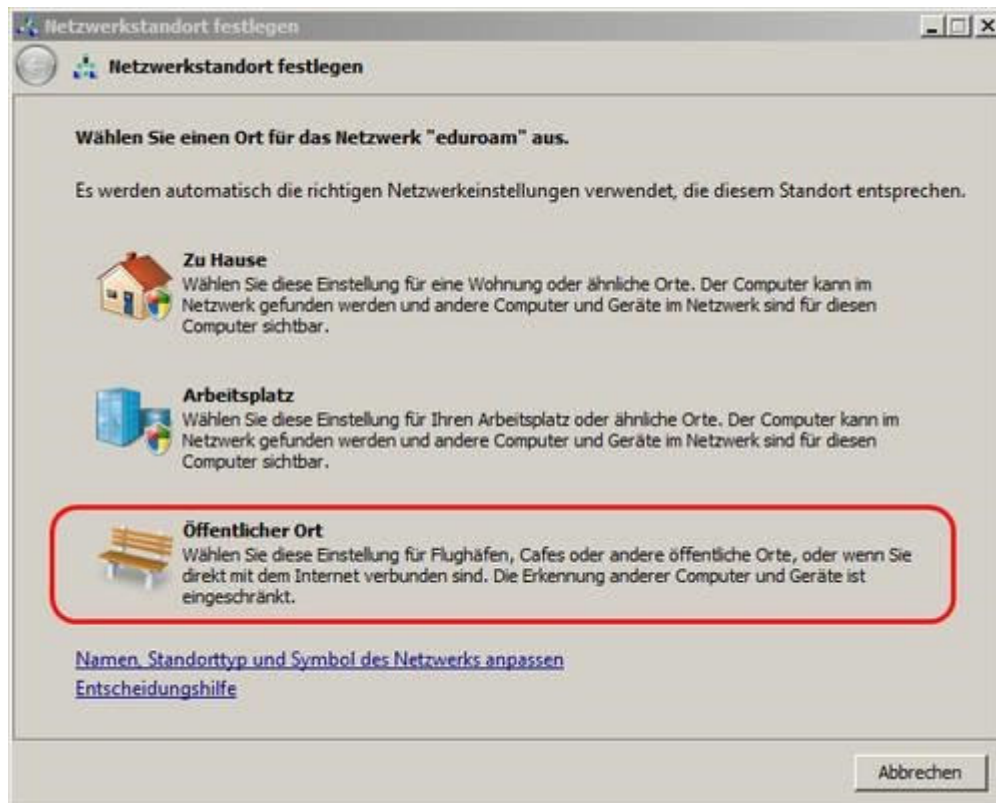 Netzwerkstandort festlegen
Netzwerkstandort festlegen
Wählen Sie einen Ort für das Netzwerk "eduroam" aus.
Es werden automatisch die richtigen Netzwerkeinstellungen verwendet, die diesem Standort entsprechen.
Zu Hause
Wählen Sie diese Einstellung für eine Wohnung oder ähnliche Orte. Der Computer kann im
Netzwerk gefunden werden und andere Computer und Geräte im Netzwerk sind für diesen
Computer sichtbar.
Arbeitsplatz
Wählen Sie diese Einstellung für Ihren Arbeitsplatz oder ähnliche Orte. Der Computer kann im
Netzwerk gefunden werden und andere Computer und Geräte im Netzwerk sind für diesen
Computer sichtbar.
Öffentlicher Ort
Wählen Sie diese Einstellung für Flughäfen, Cafes oder andere öffentliche Orte, oder wenn Sie
direkt mit dem Internet verbunden sind. Die Erkennung anderer Computer und Geräte ist
eingeschränkt.
Namen, Standorttyp und Symbol des Netzwerks anpassen
Entscheidungshilfe
Abbrechen